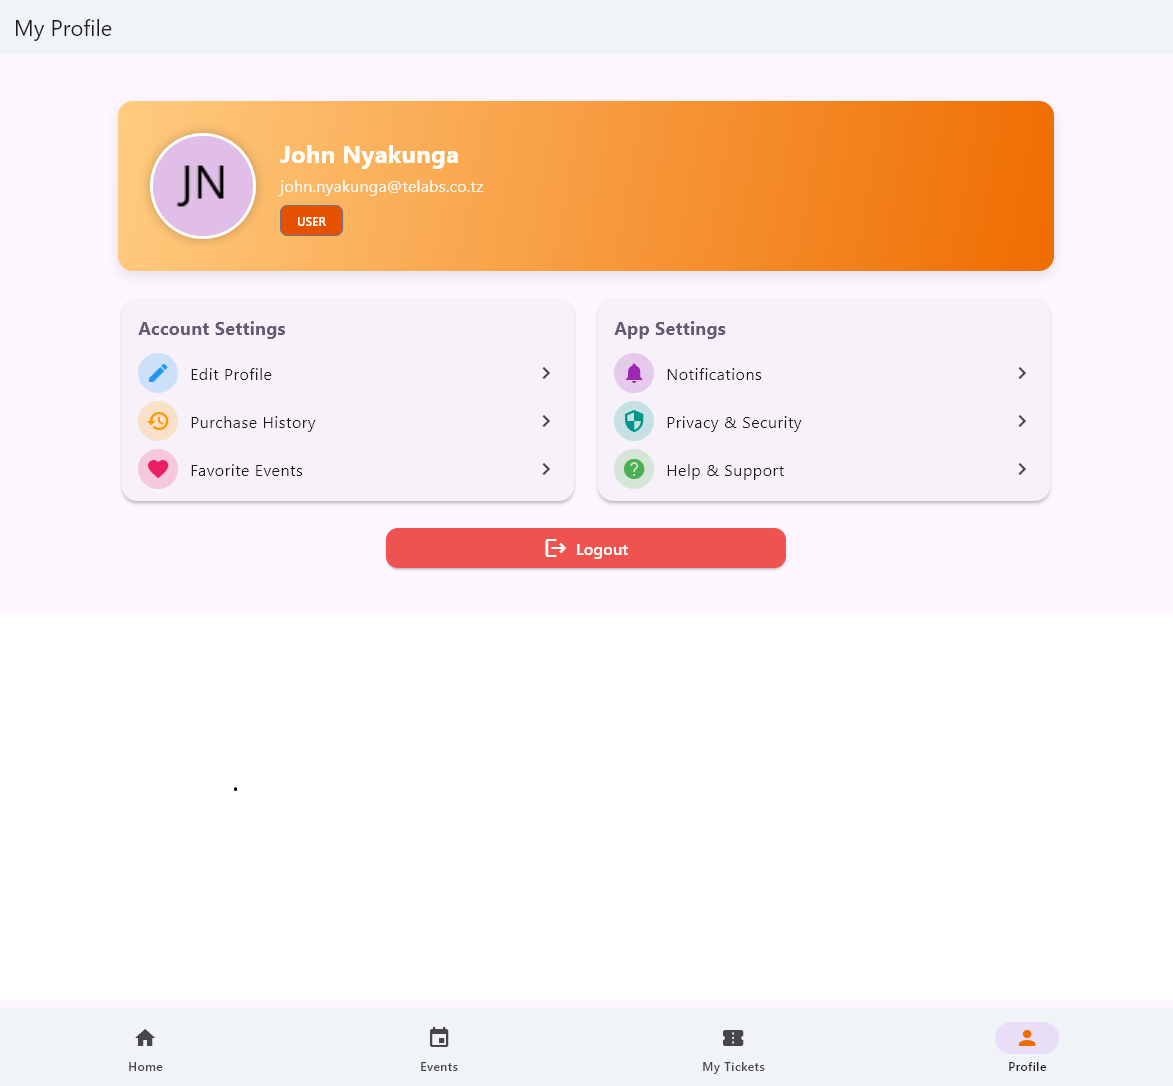 My Profile
JN
John Nyakunga
john.nyakunga@telabs.co.tz
USER
Account Settings
Edit Profile
Purchase History
Favorite Events
App Settings
Notifications
Privacy & Security
Help & Support
Logout
.
Home
Events
My Tickets
Profile